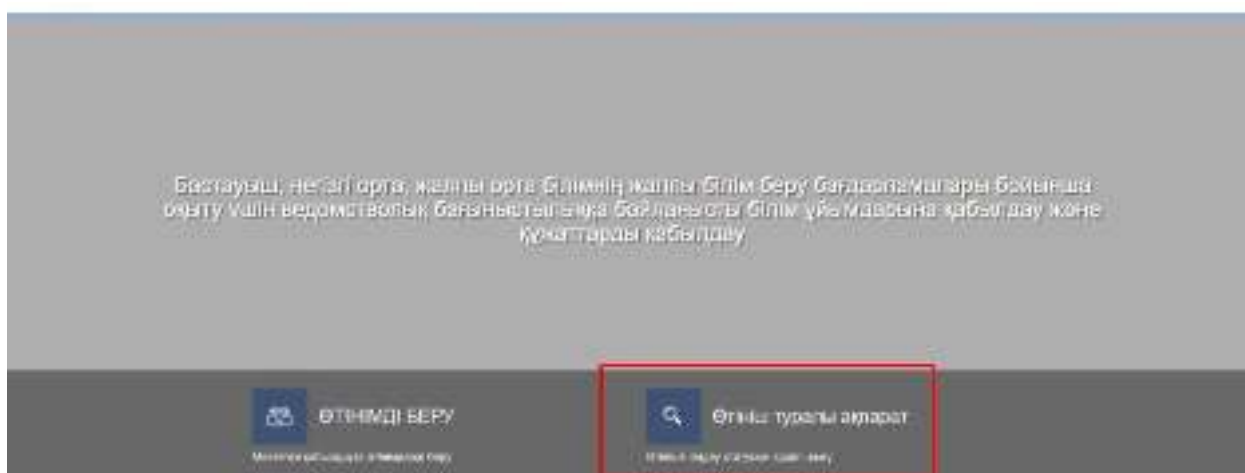 Бастауыш, негізгі орта, жалпы орта білімнің жалпы білім беру бағдарламалары бойынша
оқыту үшін ведомстволық бағыныстылыққа байланысты білім ұйымдарына қабылдау және
құжаттарды қабылдау
ӨТІНІМДІ БЕРУ
Өтініш туралы ақпарат